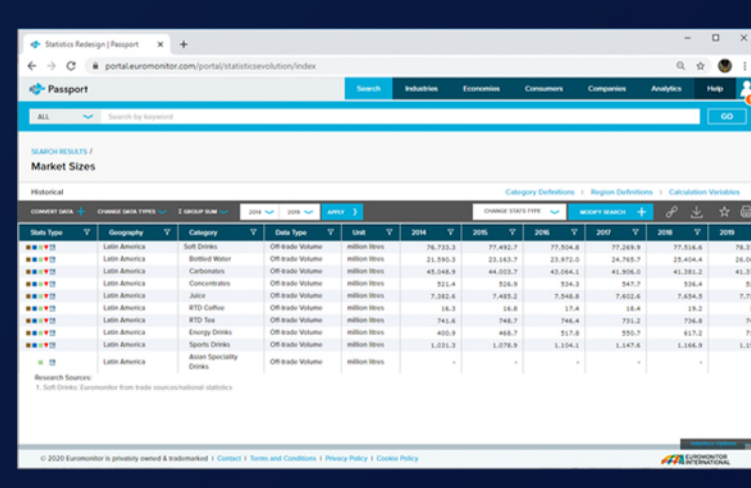 Statistics Redesign | Passport
portal.euromonitor.com/portal/statisticsevolution/index
Passport Search Industries Economies Consumers Companies Analytics Help
ALL Search by keyword GO
SEARCH RESULTS /
Market Sizes
Historical Category Definitions | Region Definitions | Calculation Variables
CONVERT DATA CHANGE DATA TYPES Σ GROUP SUM 2014 2019 APPLY CHANGE STATS TYPE MODIFY SEARCH
Stats Type Geography Category Data Type Unit 2014 2015 2016 2017 2018 2019
Latin America Soft Drinks Off-trade Volume million litres 76,733.3 77,492.7 77,504.8 77,269.9 77,516.6
Latin America Bottled Water Off-trade Volume million litres 21,590.3 23,163.7 23,972.0 24,765.7 25,404.4
Latin America Carbonates Off-trade Volume million litres 45,048.9 44,003.7 43,064.1 41,906.0 41,381.2
Latin America Concentrates Off-trade Volume million litres 521.4 526.9 534.3 547.7 536.4
Latin America Juice Off-trade Volume million litres 7,382.6 7,485.2 7,548.8 7,602.6 7,654.5
Latin America RTD Coffee Off-trade Volume million litres 16.3 16.8 17.4 18.4 19.2
Latin America RTD Tea Off-trade Volume million litres 741.6 748.7 746.4 731.2 736.8
Latin America Energy Drinks Off-trade Volume million litres 400.9 468.7 517.8 550.7 617.2
Latin America Sports Drinks Off-trade Volume million litres 1,031.3 1,078.9 1,104.1 1,147.6 1,166.9
Latin America Asian Speciality Drinks Off-trade Volume million litres - - - - -
Research Sources:
1. Soft Drinks: Euromonitor from trade sources/national statistics
© 2020 Euromonitor is privately owned & trademarked | Contact | Terms and Conditions | Privacy Policy | Cookie Policy
EUROMONITOR
INTERNATIONAL